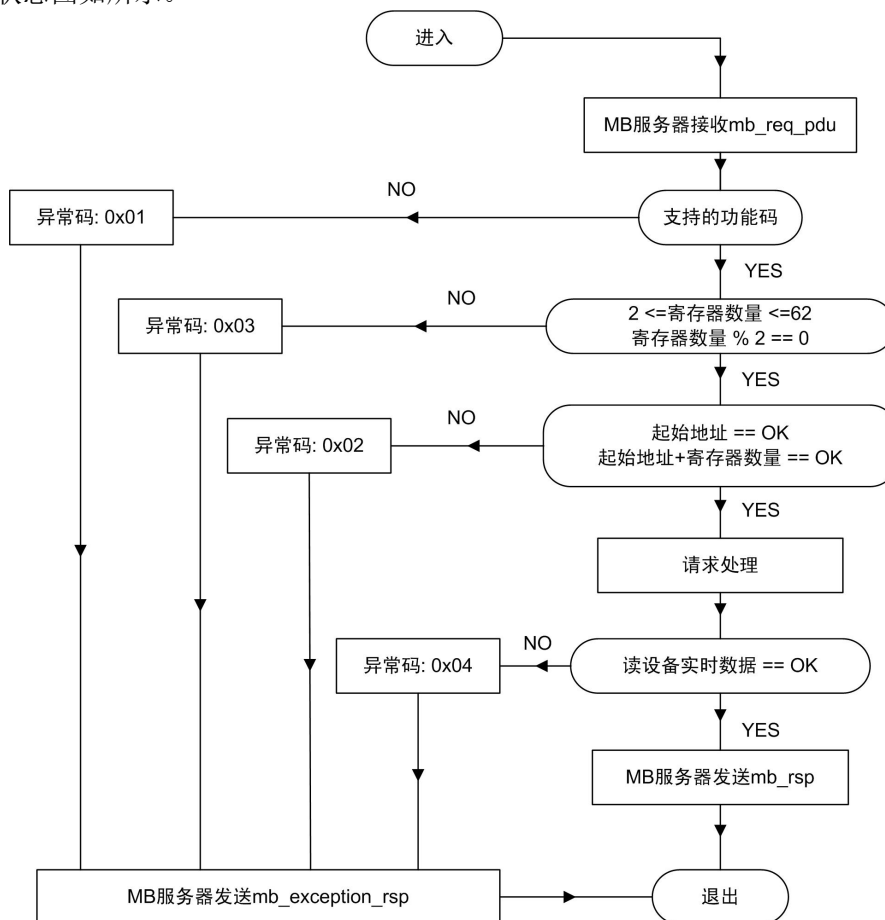 进入
MB服务器接收mb_req_pdu
NO
异常码: 0x01
支持的功能码
YES
NO
异常码: 0x03
2 <=寄存器数量 <=62
寄存器数量 % 2 == 0
YES
NO
异常码: 0x02
起始地址 == OK
起始地址+寄存器数量 == OK
YES
请求处理
NO
异常码: 0x04
读设备实时数据 == OK
YES
MB服务器发送mb_rsp
MB服务器发送mb_exception_rsp
退出